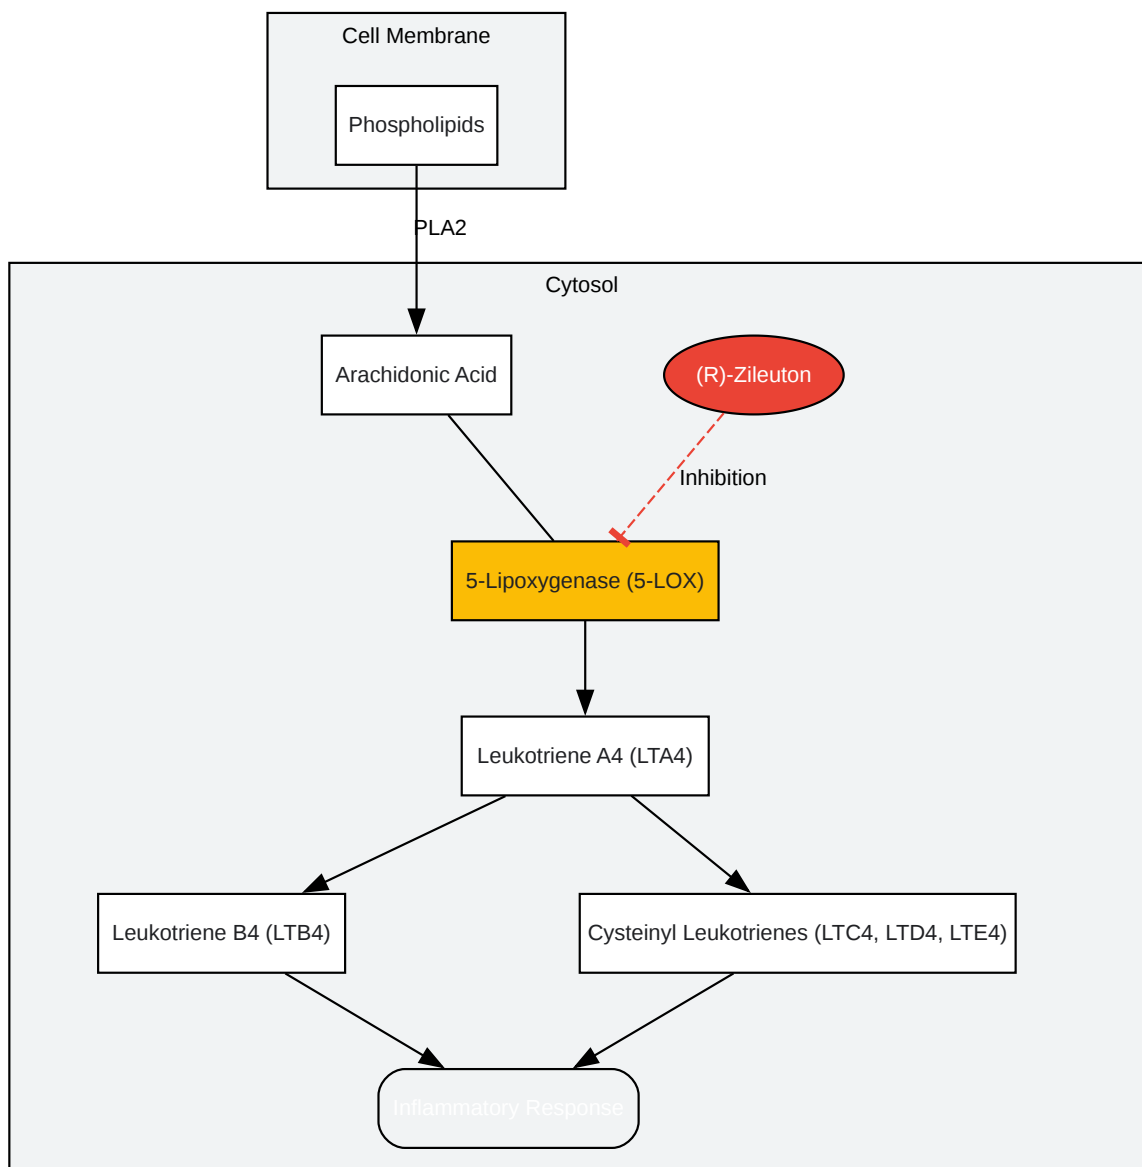 Cell Membrane
Phospholipids
PLA2
Cytosol
Arachidonic Acid
(R)-Zileuton
Inhibition
5-Lipoxygenase (5-LOX)
Leukotriene A4 (LTA4)
Leukotriene B4 (LTB4)
Cysteinyl Leukotrienes (LTC4, LTD4, LTE4)
Inflammatory Response